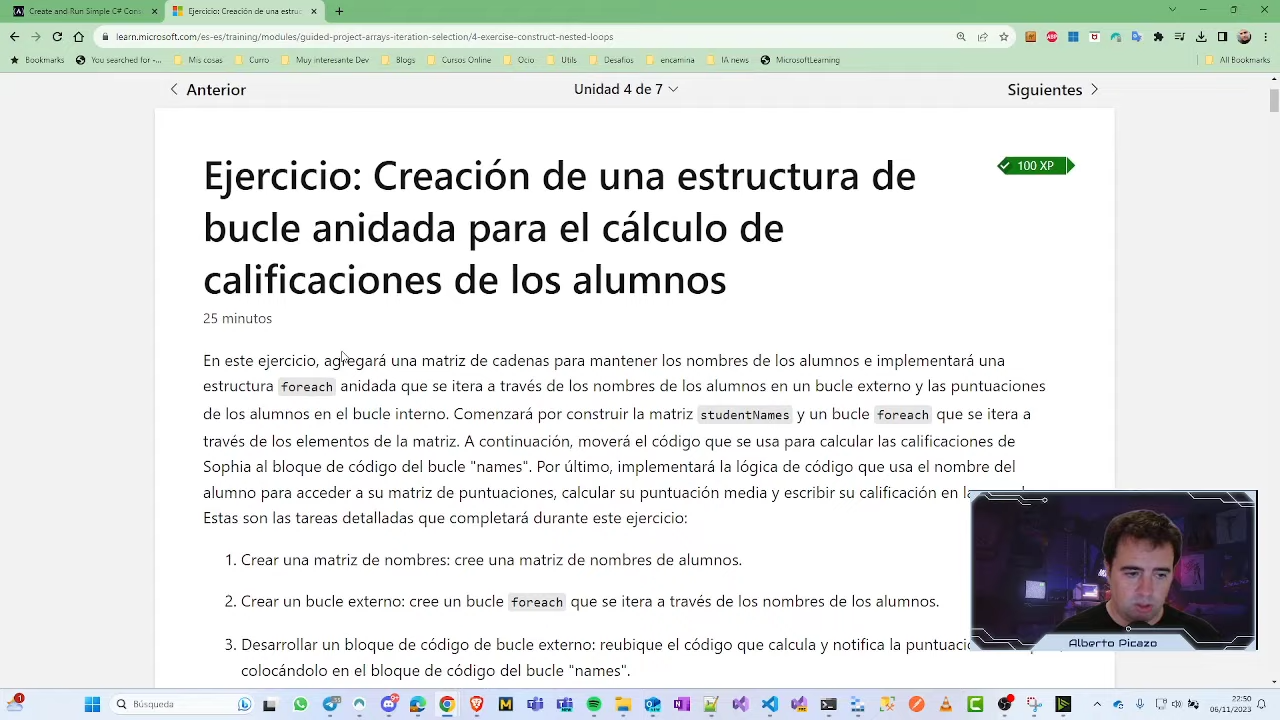 Create and Run Simple C# Con
Ejercicio: Creación de una estruc
learn.microsoft.com/es-es/training/modules/guided-project-arrays-iteration-selection/4-exercise-construct-nested-loops
Bookmarks
You searched for -...
Mis cosas
Curro
Muy interesante Dev
Blogs
Cursos Online
Ocio
Utils
Desafios
encamina
IA news
MicrosoftLearning
All Bookmarks
Anterior
Unidad 4 de 7
Siguientes
Ejercicio: Creación de una estructura de
bucle anidada para el cálculo de
calificaciones de los alumnos
100 XP
25 minutos
En este ejercicio, agregará una matriz de cadenas para mantener los nombres de los alumnos e implementará una
estructura foreach anidada que se itera a través de los nombres de los alumnos en un bucle externo y las puntuaciones
de los alumnos en el bucle interno. Comenzará por construir la matriz studentNames y un bucle foreach que se itera a
través de los elementos de la matriz. A continuación, moverá el código que se usa para calcular las calificaciones de
Sophia al bloque de código del bucle "names". Por último, implementará la lógica de código que usa el nombre del
alumno para acceder a su matriz de puntuaciones, calcular su puntuación media y escribir su calificación en la
Estas son las tareas detalladas que completará durante este ejercicio:
1. Crear una matriz de nombres: cree una matriz de nombres de alumnos.
2. Crear un bucle externo: cree un bucle foreach que se itera a través de los nombres de los alumnos.
3. Desarrollar un bloque de código de bucle externo: reubique el código que calcula y notifica la puntuac
colocándolo en el bloque de código del bucle "names".
Alberto Picazo
Búsqueda
22:50
06/11/2023